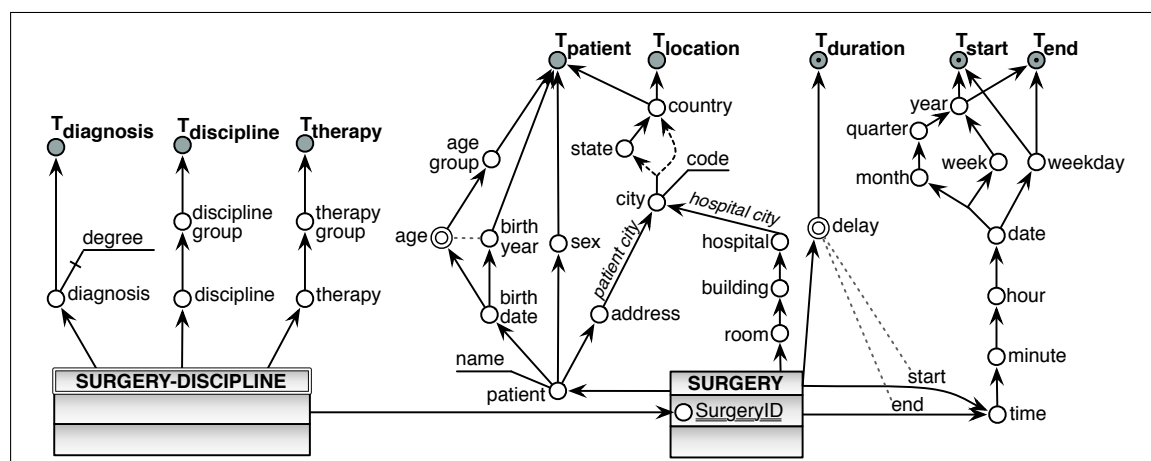 Tpatient
Tlocation
Tduration
Tstart
Tend
country
year
Tdiagnosis
Tdiscipline
Ttherapy
quarter
age
group
state
code
week
weekday
month
city
hospital city
discipline
group
therapy
group
degree
age
birth
year
sex
patient city
hospital
delay
date
building
diagnosis
discipline
therapy
birth
date
address
hour
room
name
minute
SURGERY-DISCIPLINE
SURGERY
start
patient
end
SurgeryID
time